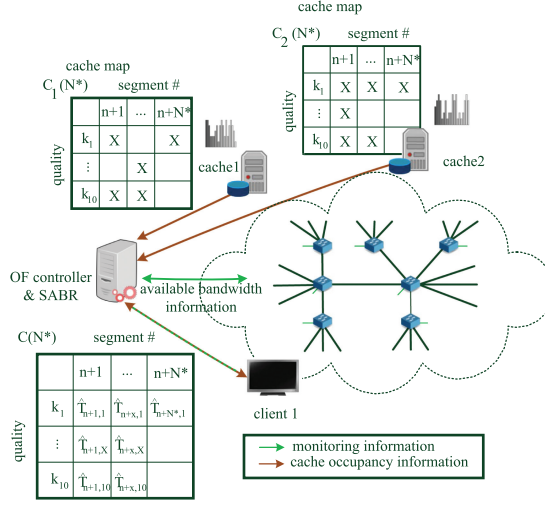 cache map
C2 (N*) segment #
n+1 ... n+N*
quality
k1 X X X
⋮ X
k10 X X
cache2
cache map
C1 (N*) segment #
n+1 ... n+N*
quality
k1 X X
⋮ X
k10 X X
cache1
OF controller
& SABR
available bandwidth
information
C(N*) segment #
n+1 ... n+N*
quality
k1 T̂n+1,1 T̂n+x,1 T̂n+N*,1
⋮ T̂n+1,X T̂n+x,X
k10 T̂n+1,10 T̂n+x,10
client 1
monitoring information
cache occupancy information